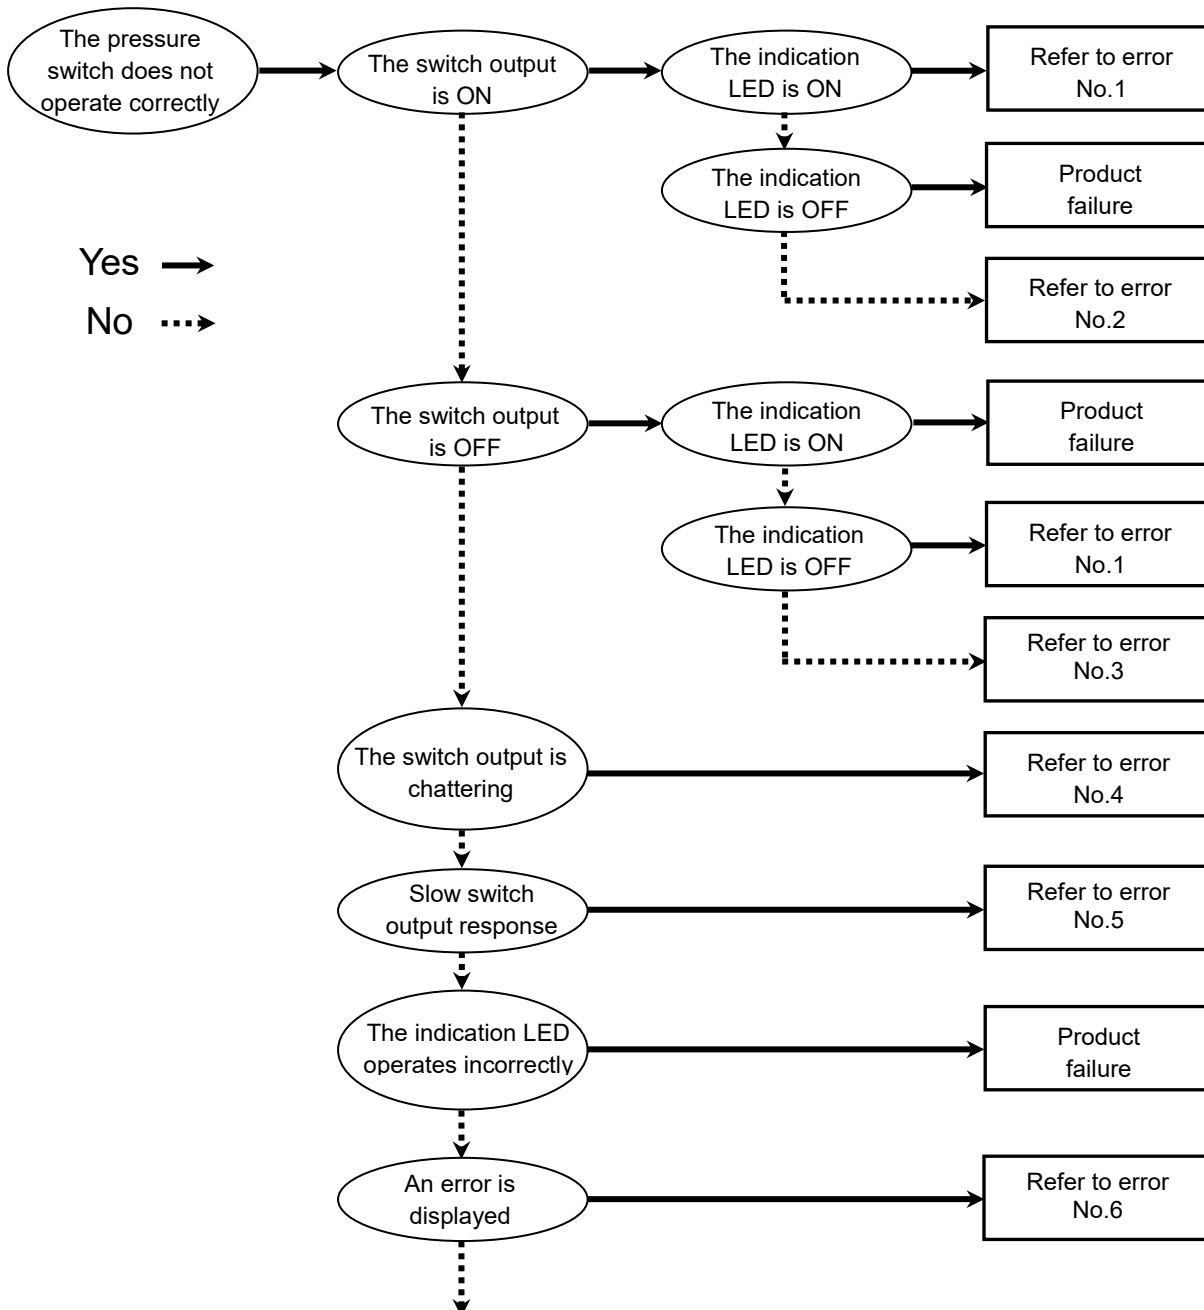 The pressure
switch does not
operate correctly
The switch output
is ON
The indication
LED is ON
Refer to error
No.1
The indication
LED is OFF
Product
failure
Yes
No
Refer to error
No.2
The switch output
is OFF
The indication
LED is ON
Product
failure
The indication
LED is OFF
Refer to error
No.1
Refer to error
No.3
The switch output is
chattering
Refer to error
No.4
Slow switch
output response
Refer to error
No.5
The indication LED
operates incorrectly
Product
failure
An error is
displayed
Refer to error
No.6